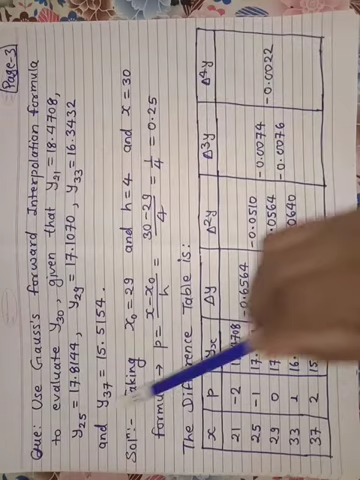 Page-3
Que: Use Gauss's forward Interpolation formula
to evaluate y30, given that y21 = 18.4708,
y25 = 17.8144, y29 = 17.1070, y33 = 16.3432
and y37 = 15.5154.
Sol:- king x0 = 29 and h = 4 and x = 30
form → p = x-x0/h = 30-29/4 = 1/4 = 0.25
The Difference Table is:
x p yx Δy Δ2y Δ3y Δ4y
21 -2
-0.6564
25 -1 17. -0.0510
-0.0074
29 0 17 .0564 -0.0022
-0.0076
33 1 16. 0640
37 2 15